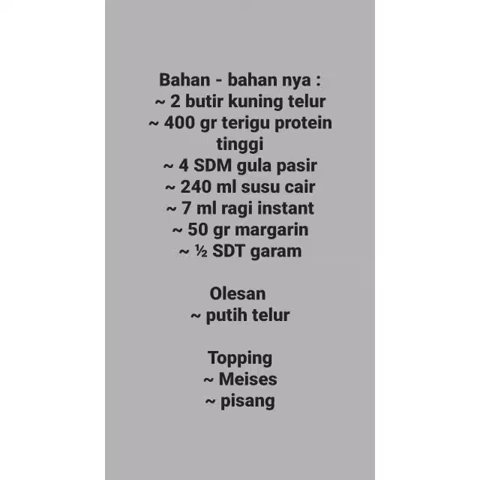 Bahan - bahan nya :
~ 2 butir kuning telur
~ 400 gr terigu protein
tinggi
~ 4 SDM gula pasir
~ 240 ml susu cair
~ 7 ml ragi instant
~ 50 gr margarin
~ ½ SDT garam
Olesan
~ putih telur
Topping
~ Meises
~ pisang